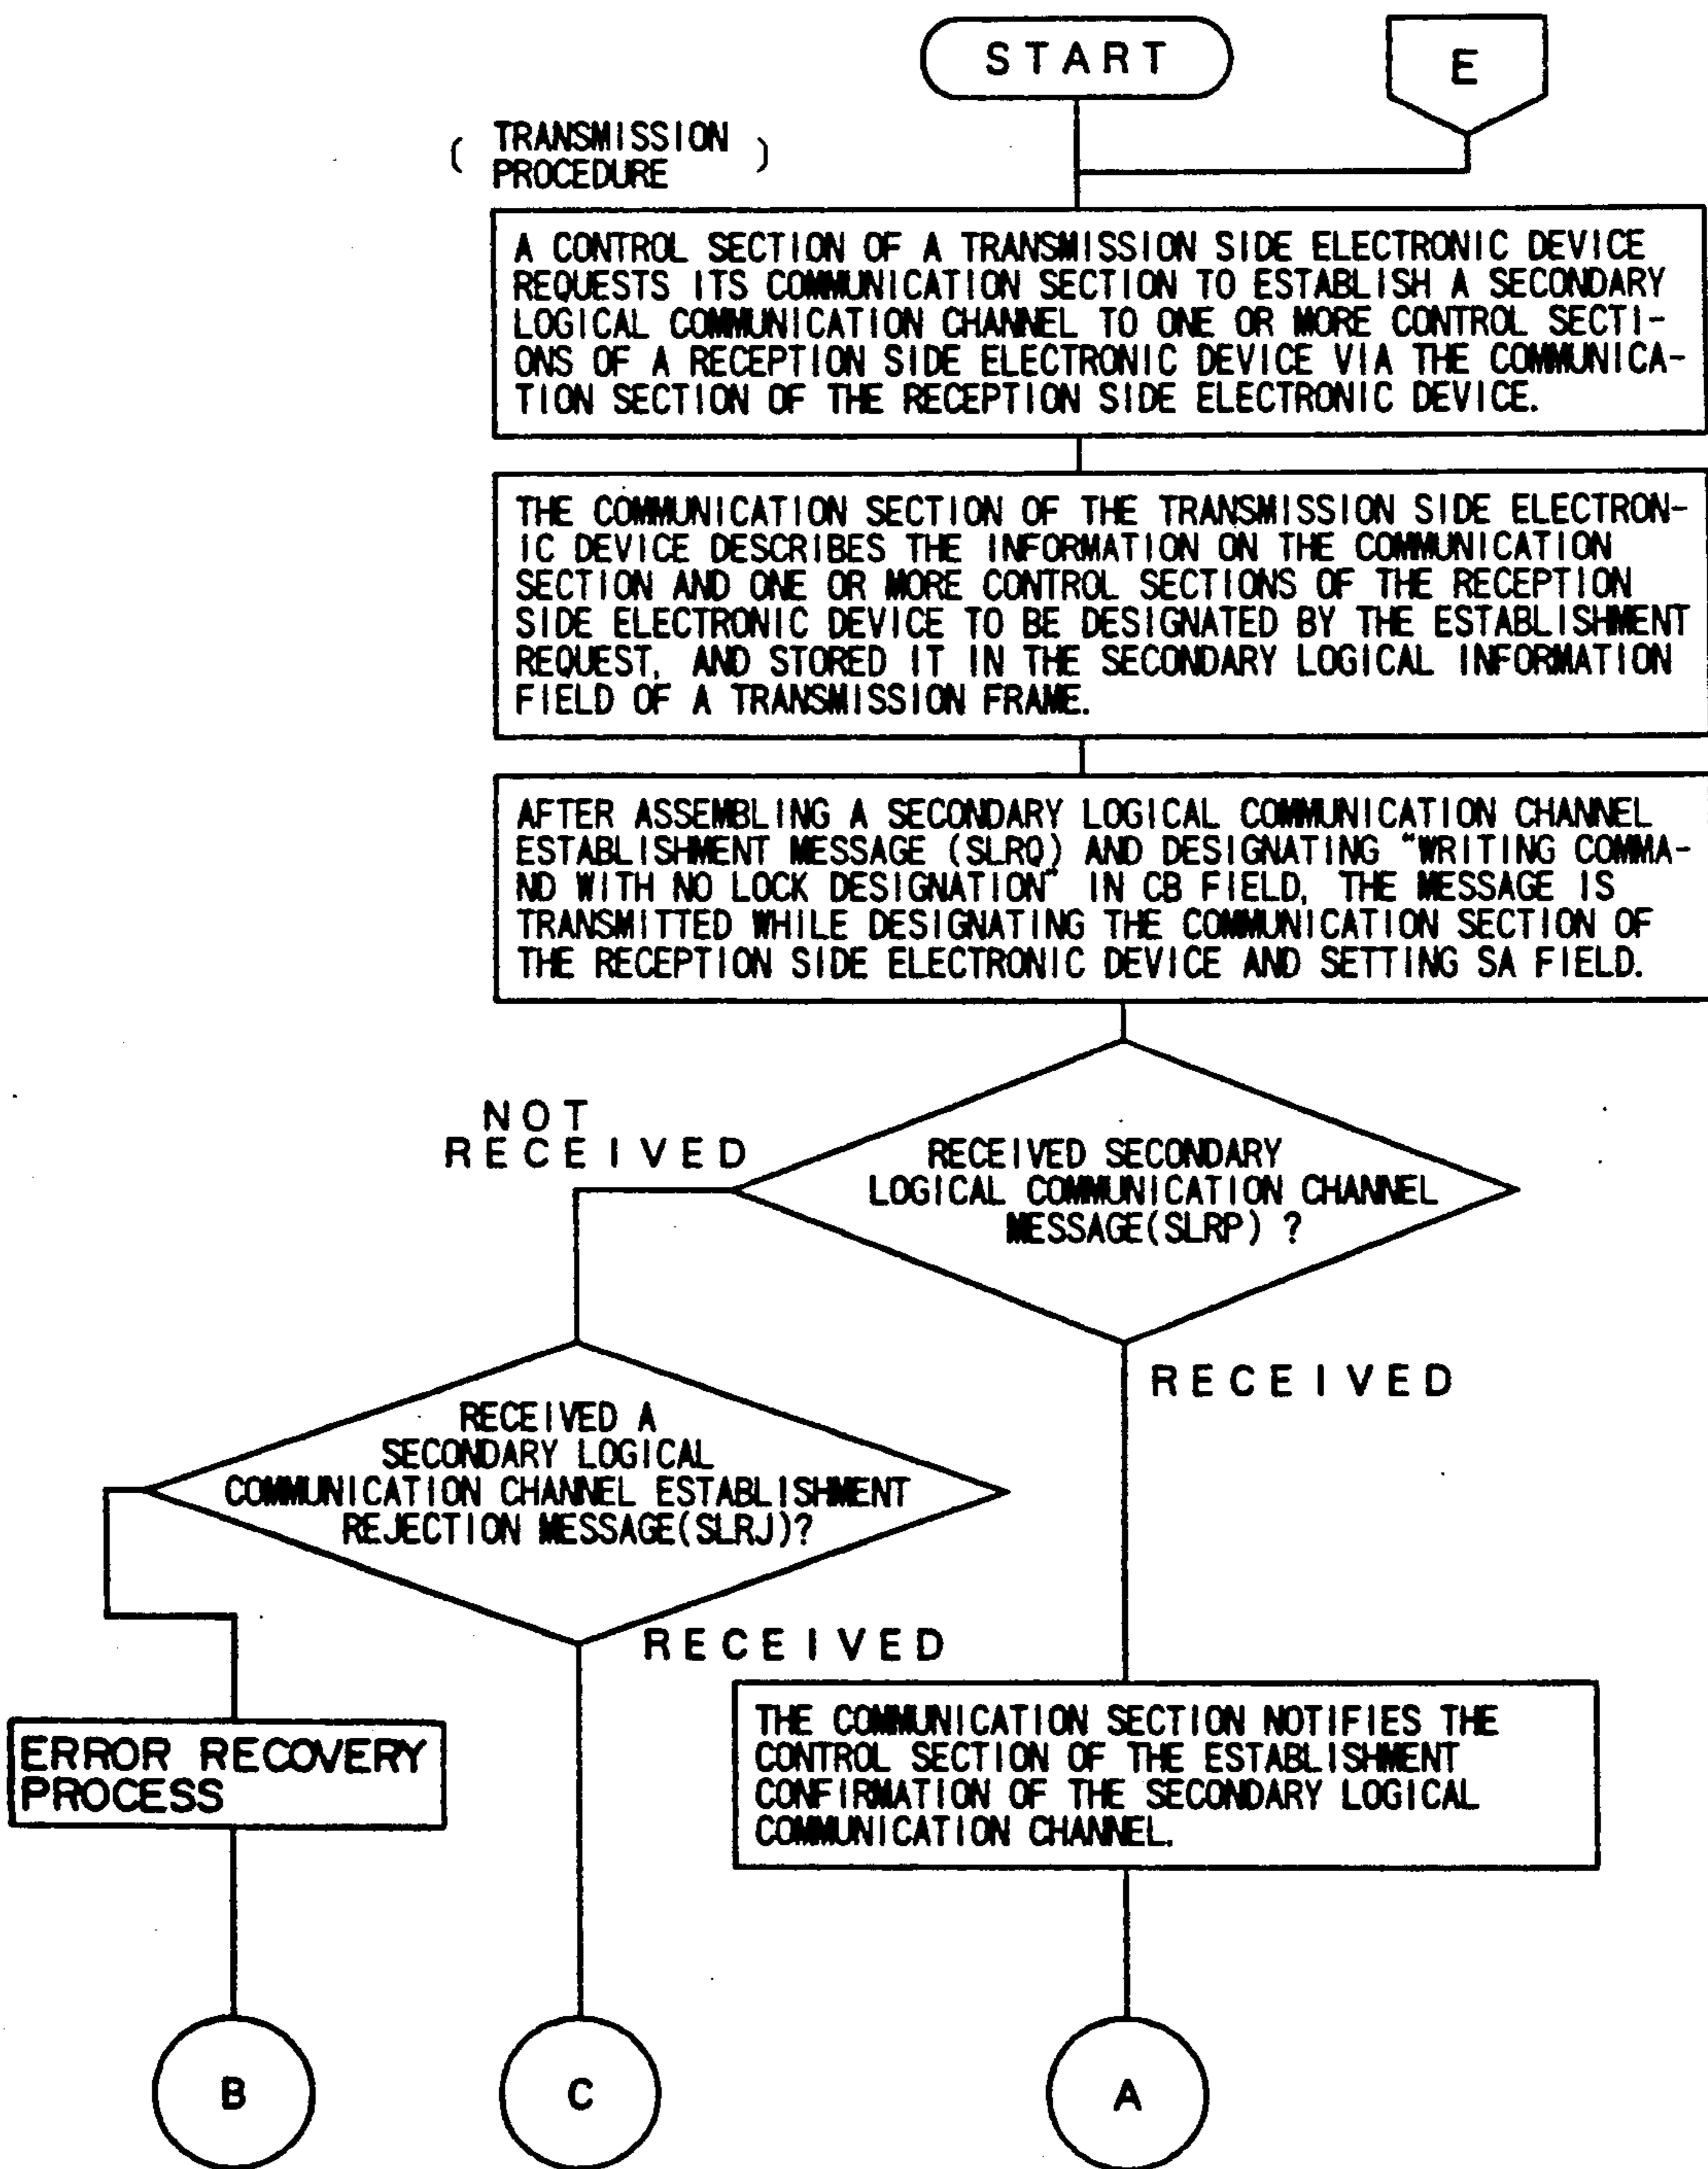 START
E
( TRANSMISSION
PROCEDURE )
A CONTROL SECTION OF A TRANSMISSION SIDE ELECTRONIC DEVICE
REQUESTS ITS COMMUNICATION SECTION TO ESTABLISH A SECONDARY
LOGICAL COMMUNICATION CHANNEL TO ONE OR MORE CONTROL SECTI-
ONS OF A RECEPTION SIDE ELECTRONIC DEVICE VIA THE COMMUNICA-
TION SECTION OF THE RECEPTION SIDE ELECTRONIC DEVICE.
THE COMMUNICATION SECTION OF THE TRANSMISSION SIDE ELECTRON-
IC DEVICE DESCRIBES THE INFORMATION ON THE COMMUNICATION
SECTION AND ONE OR MORE CONTROL SECTIONS OF THE RECEPTION
SIDE ELECTRONIC DEVICE TO BE DESIGNATED BY THE ESTABLISHMENT
REQUEST, AND STORED IT IN THE SECONDARY LOGICAL INFORMATION
FIELD OF A TRANSMISSION FRAME.
AFTER ASSEMBLING A SECONDARY LOGICAL COMMUNICATION CHANNEL
ESTABLISHMENT MESSAGE (SLRQ) AND DESIGNATING "WRITING COMMA-
ND WITH NO LOCK DESIGNATION" IN CB FIELD, THE MESSAGE IS
TRANSMITTED WHILE DESIGNATING THE COMMUNICATION SECTION OF
THE RECEPTION SIDE ELECTRONIC DEVICE AND SETTING SA FIELD.
NOT
RECEIVED
RECEIVED SECONDARY
LOGICAL COMMUNICATION CHANNEL
MESSAGE(SLRP) ?
RECEIVED
RECEIVED A
SECONDARY LOGICAL
COMMUNICATION CHANNEL ESTABLISHMENT
REJECTION MESSAGE(SLRJ)?
RECEIVED
ERROR RECOVERY
PROCESS
THE COMMUNICATION SECTION NOTIFIES THE
CONTROL SECTION OF THE ESTABLISHMENT
CONFIRMATION OF THE SECONDARY LOGICAL
COMMUNICATION CHANNEL.
B
C
A